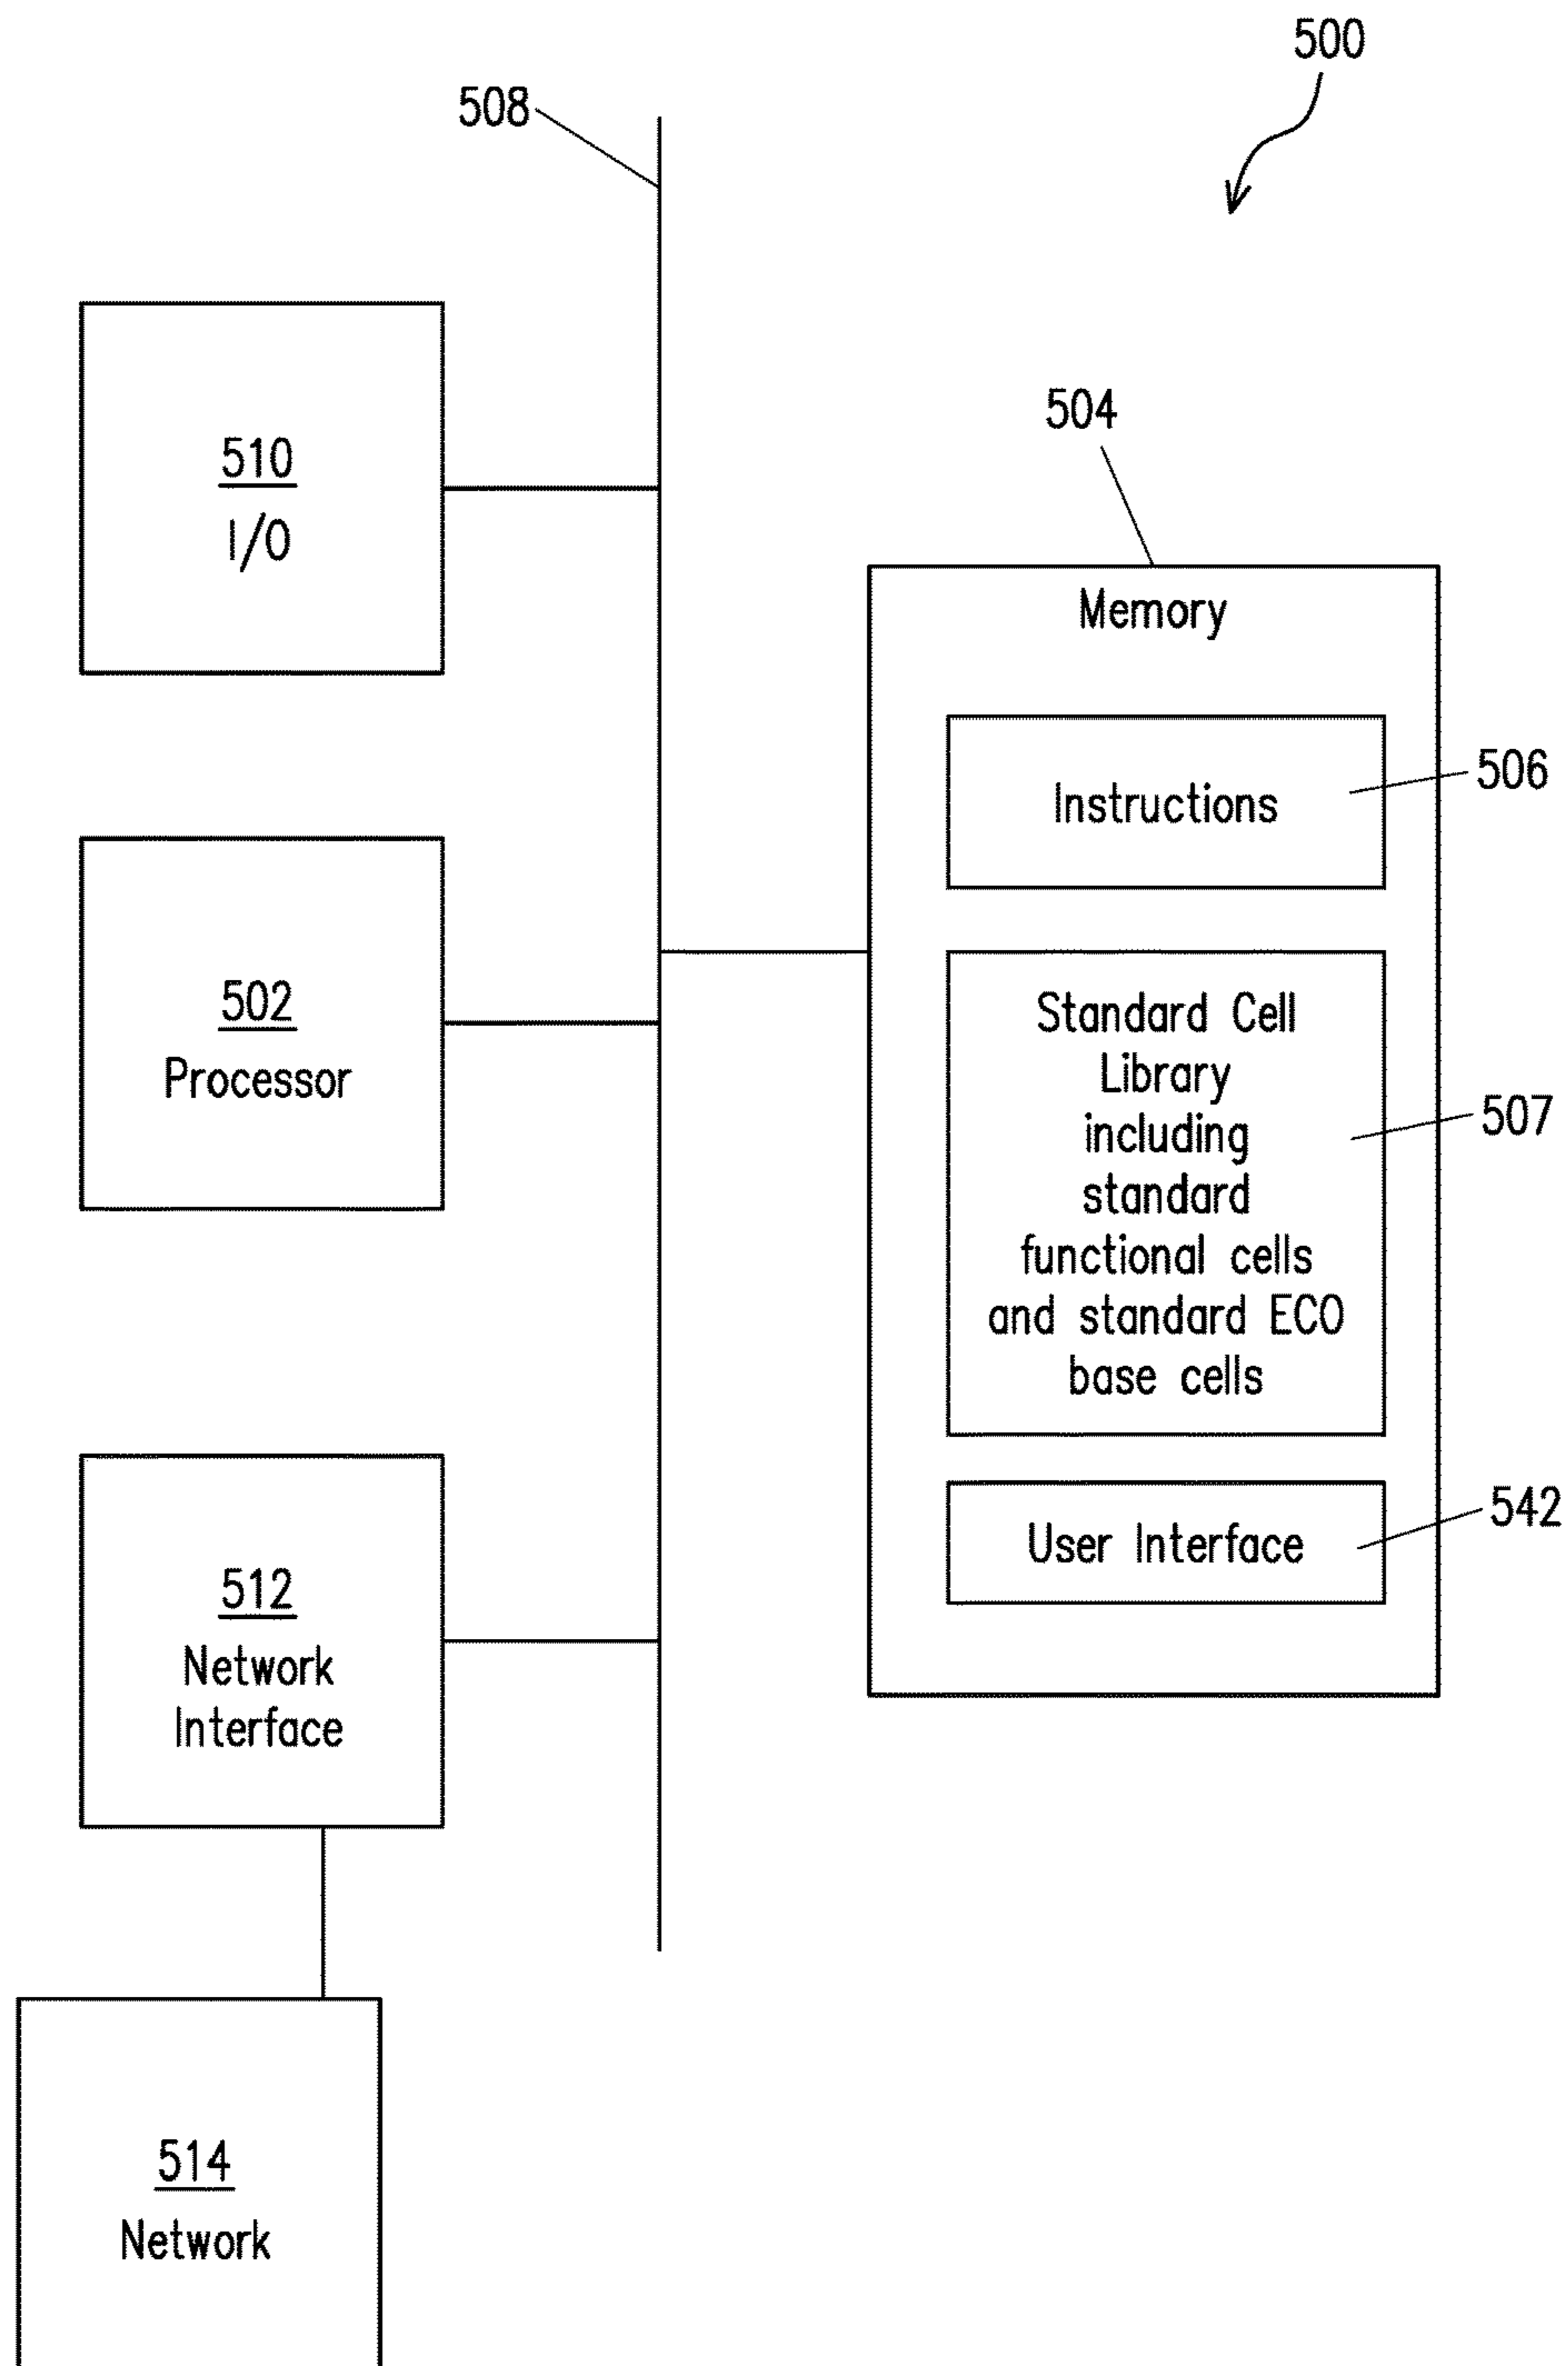 500
508
510
I/O
504
Memory
Instructions
506
502
Processor
Standard Cell
Library
including
standard
functional cells
and standard ECO
base cells
507
512
Network
Interface
User Interface
542
514
Network